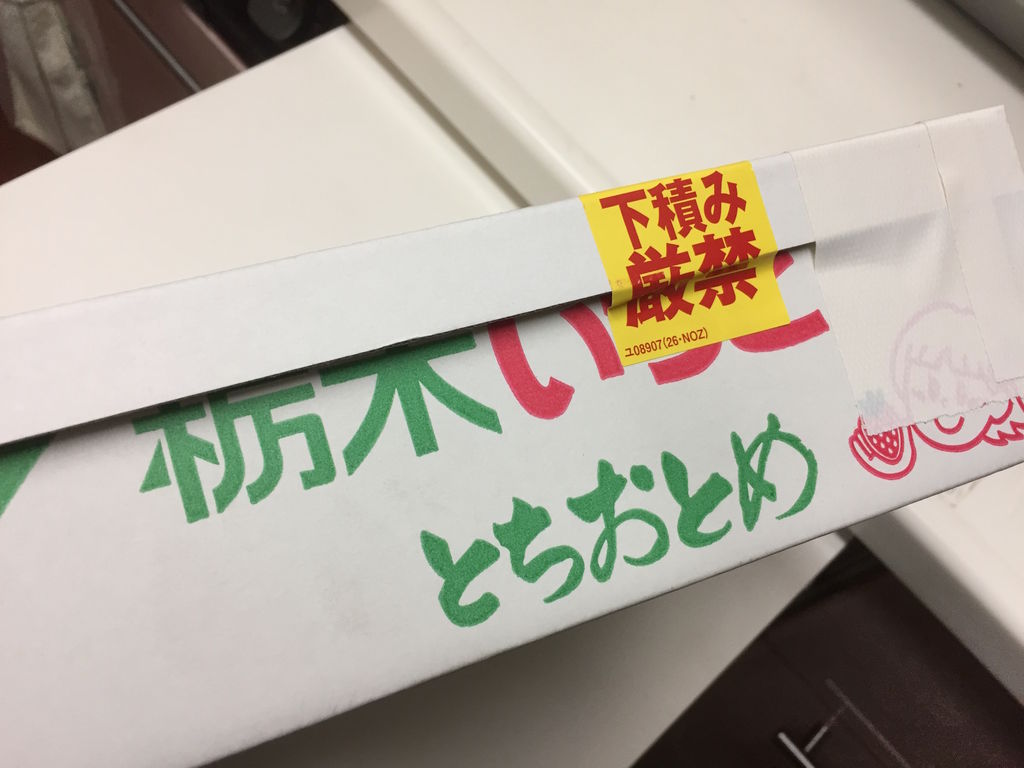 下積み
厳禁
ユ08907(26-NOZ)
栃木いちご
とちおとめ